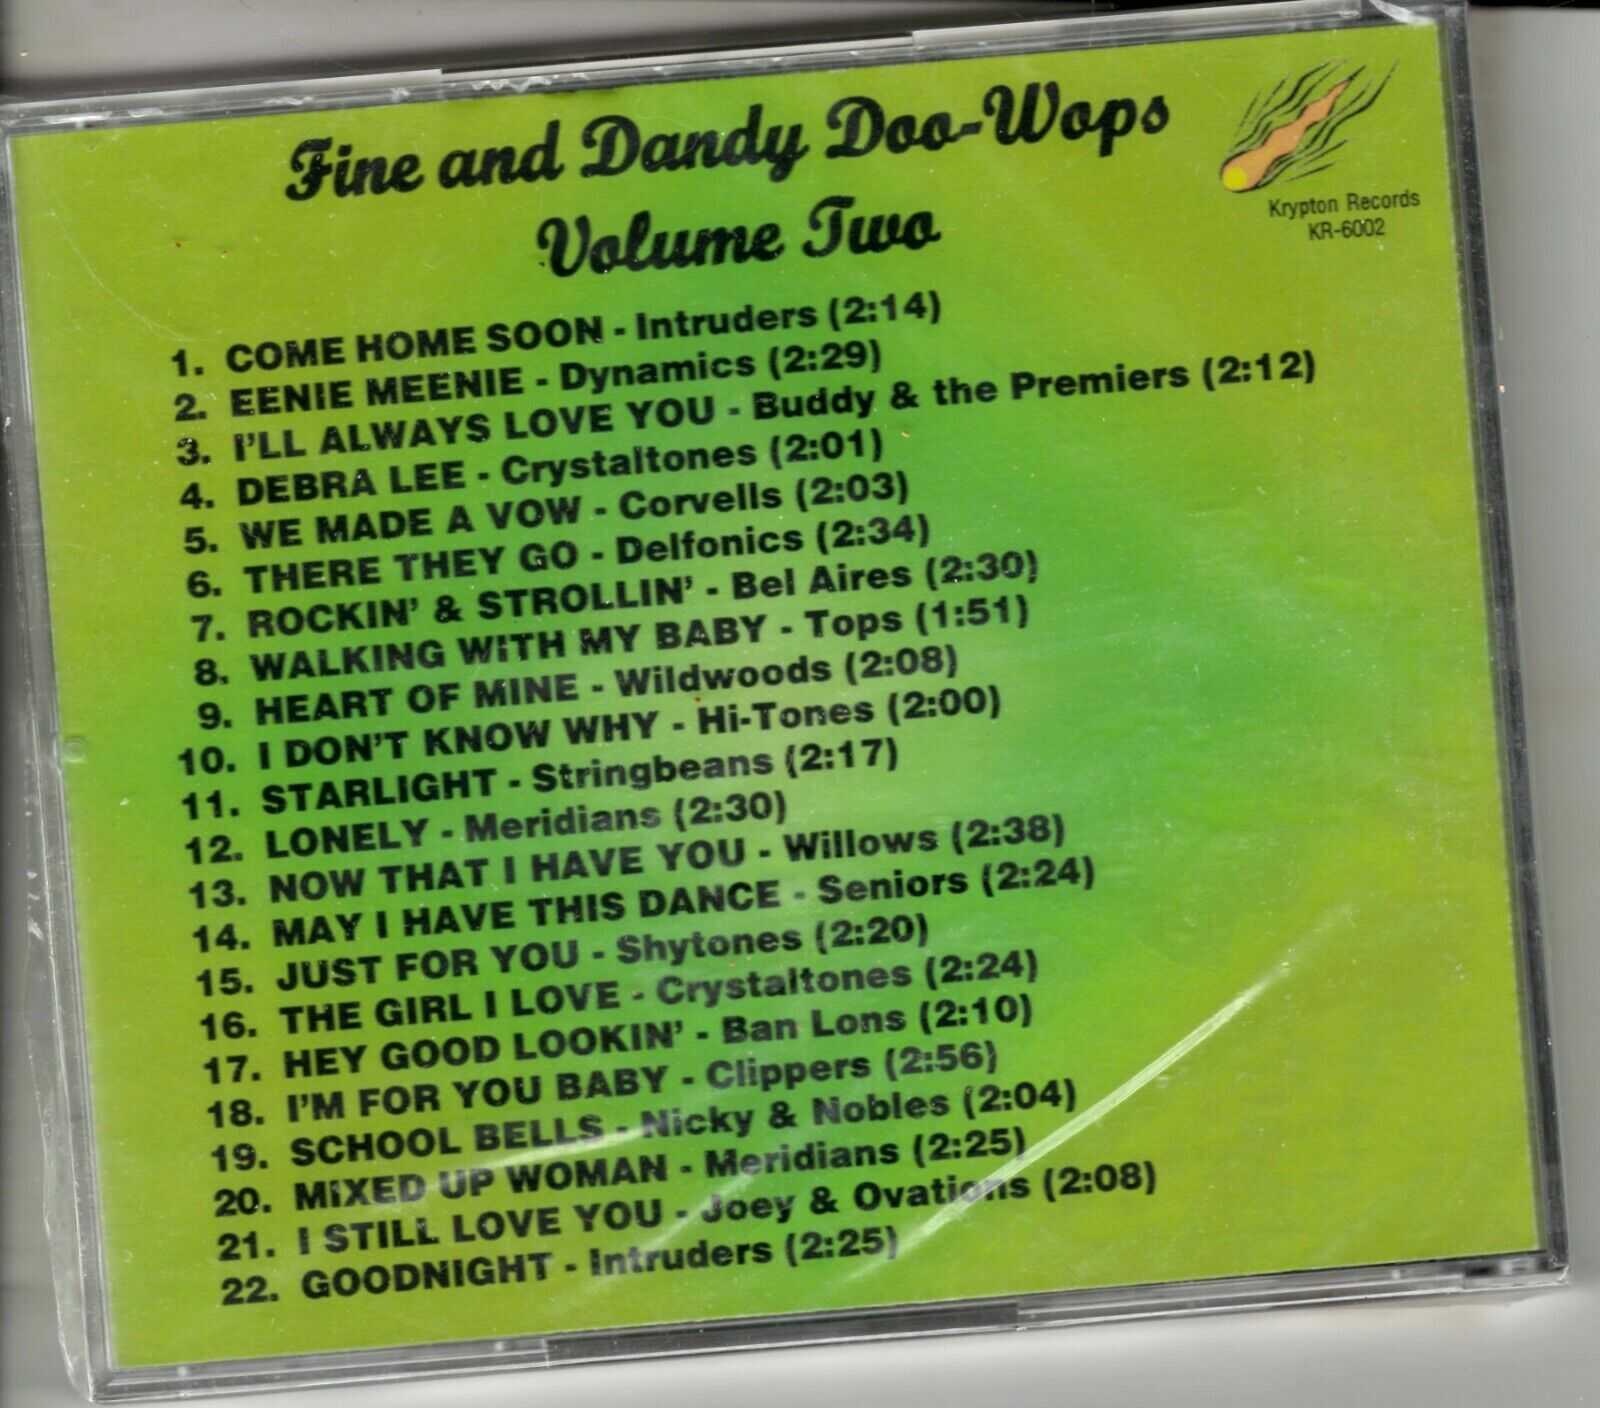 Fine and Dandy Doo-Wops
Volume Two
Krypton Records
KR-6002
1. COME HOME SOON - Intruders (2:14)
2. EENIE MEENIE - Dynamics (2:29)
3. I'LL ALWAYS LOVE YOU - Buddy & the Premiers (2:12)
4. DEBRA LEE - Crystaltones (2:01)
5. WE MADE A VOW - Corvells (2:03)
6. THERE THEY GO - Delfonics (2:34)
7. ROCKIN' & STROLLIN' - Bel Aires (2:30)
8. WALKING WITH MY BABY - Tops (1:51)
9. HEART OF MINE - Wildwoods (2:08)
10. I DON'T KNOW WHY - Hi-Tones (2:00)
11. STARLIGHT - Stringbeans (2:17)
12. LONELY - Meridians (2:30)
13. NOW THAT I HAVE YOU - Willows (2:38)
14. MAY I HAVE THIS DANCE - Seniors (2:24)
15. JUST FOR YOU - Shytones (2:20)
16. THE GIRL I LOVE - Crystaltones (2:24)
17. HEY GOOD LOOKIN' - Ban Lons (2:10)
18. I'M FOR YOU BABY - Clippers (2:56)
19. SCHOOL BELLS - Nicky & Nobles (2:04)
20. MIXED UP WOMAN - Meridians (2:25)
21. I STILL LOVE YOU - Joey & Ovations (2:08)
22. GOODNIGHT - Intruders (2:25)